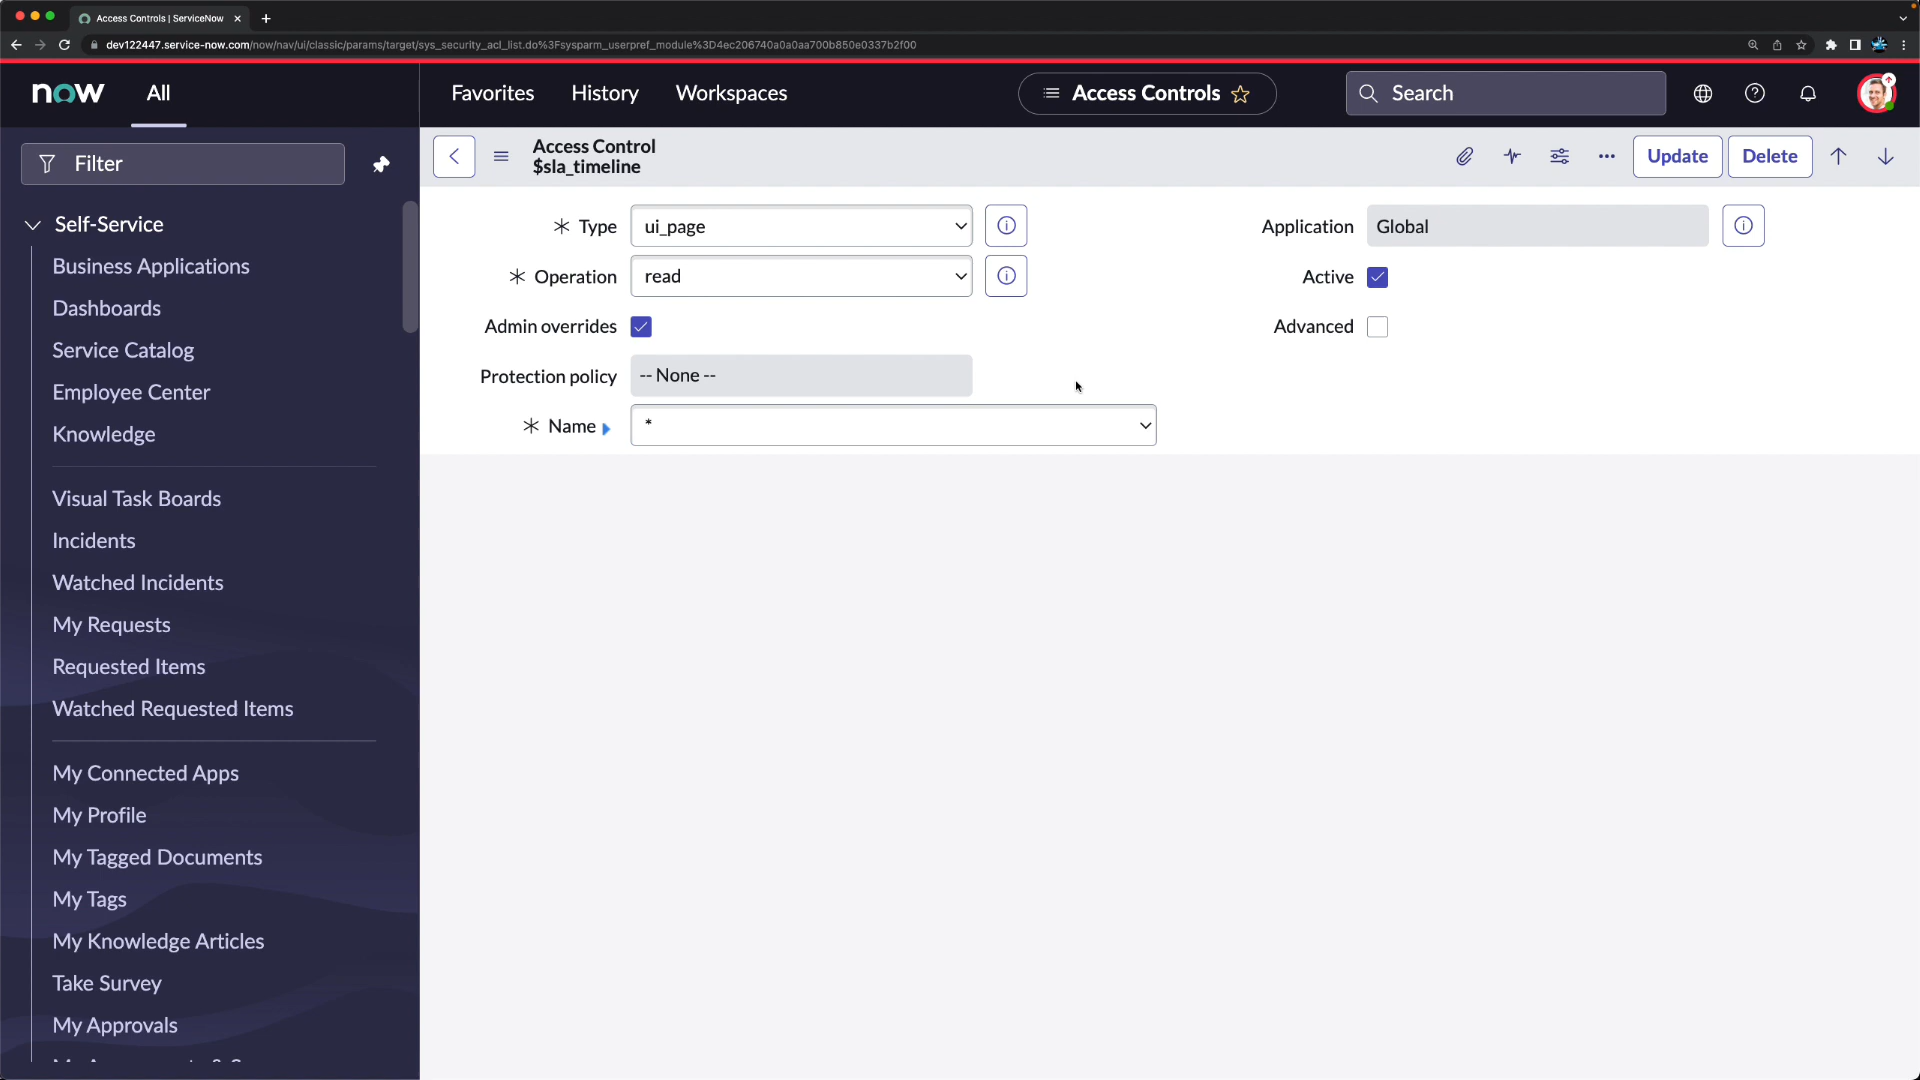 Access Controls | ServiceNow
dev122447.service-now.com/now/nav/ui/classic/params/target/sys_security_acl_list.do%3Fsysparm_userpref_module%3D4ec206740a0a0aa700b850e0337b2f00
now
All
Favorites
History
Workspaces
Access Controls
Search
Filter
Access Control
$sla_timeline
Update
Delete
Self-Service
Business Applications
Dashboards
Service Catalog
Employee Center
Knowledge
Visual Task Boards
Incidents
Watched Incidents
My Requests
Requested Items
Watched Requested Items
My Connected Apps
My Profile
My Tagged Documents
My Tags
My Knowledge Articles
Take Survey
My Approvals
Type
ui_page
Application
Global
Operation
read
Active
Admin overrides
Advanced
Protection policy
-- None --
Name
*